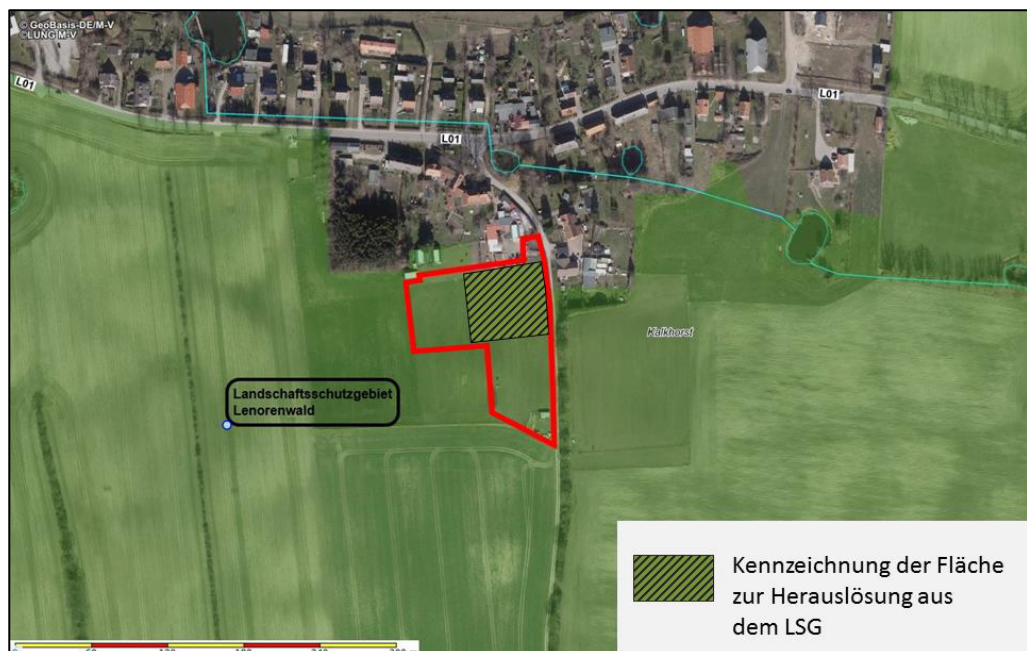 © GeoBasis-DE/M-V
©LUNG M-V
L01
L01
L01
Kalkhorst
Landschaftsschutzgebiet
Lenorenwald
Kennzeichnung der Fläche
zur Herauslösung aus
dem LSG